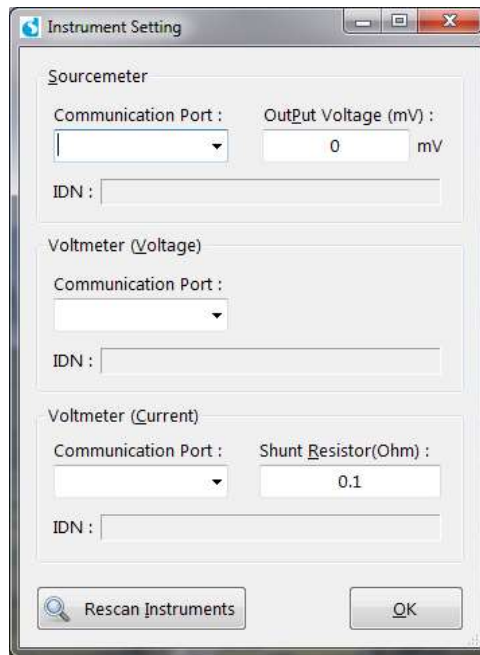 Instrument Setting
Sourcemeter
Communication Port : OutPut Voltage (mV) :
0 mV
IDN :
Voltmeter (Voltage)
Communication Port :
IDN :
Voltmeter (Current)
Communication Port : Shunt Resistor(Ohm) :
0.1
IDN :
Rescan Instruments OK